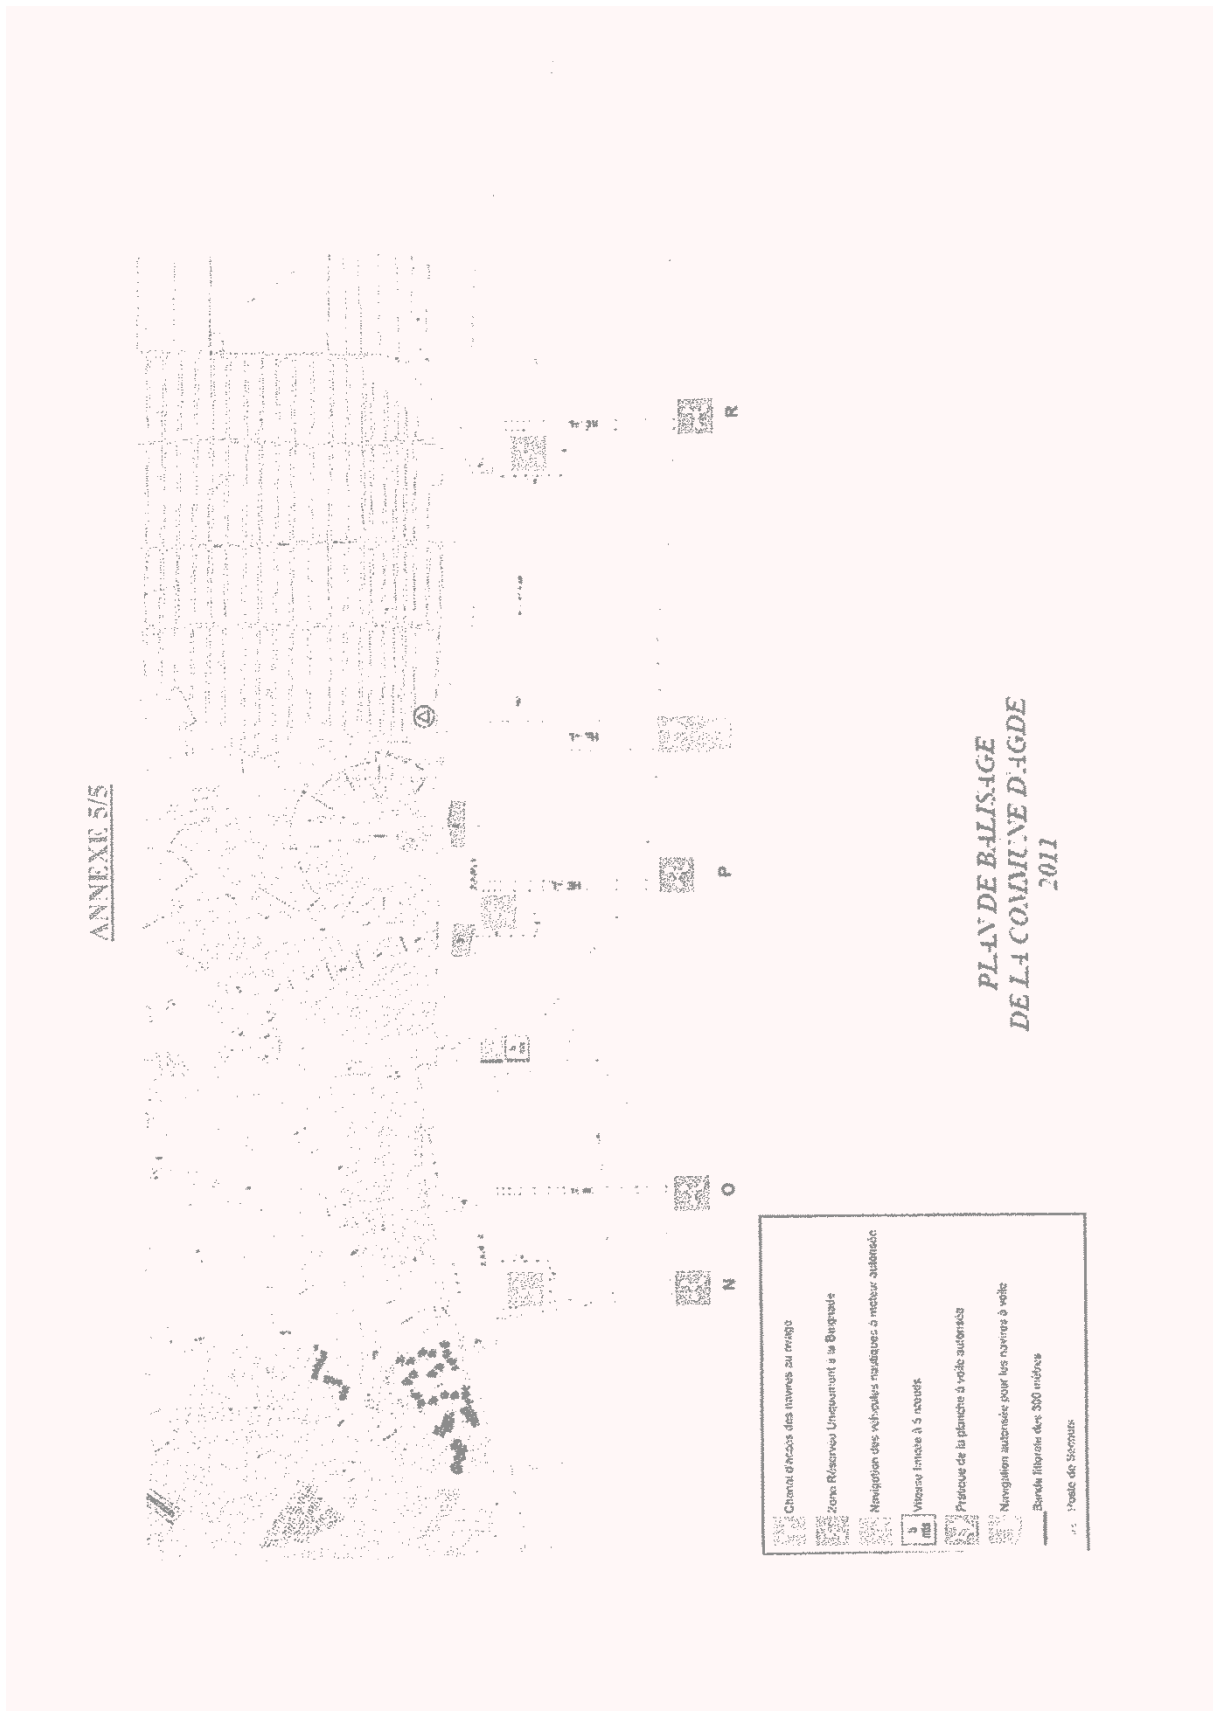 ANNEXE 5/5
R
P
O
N
PLAN DE BALISAGE
DE LA COMMUNE D'AGDE
2011
Chenal d'accès des navires au rivage
Zone Réservée Uniquement à la Baignade
Navigation des véhicules nautiques à moteur autorisée
5 nds
Vitesse limitée à 5 nœuds
Pratique de la planche à voile autorisée
Navigation autorisée pour les navires à voile
Bande littorale des 300 mètres
Poste de Secours